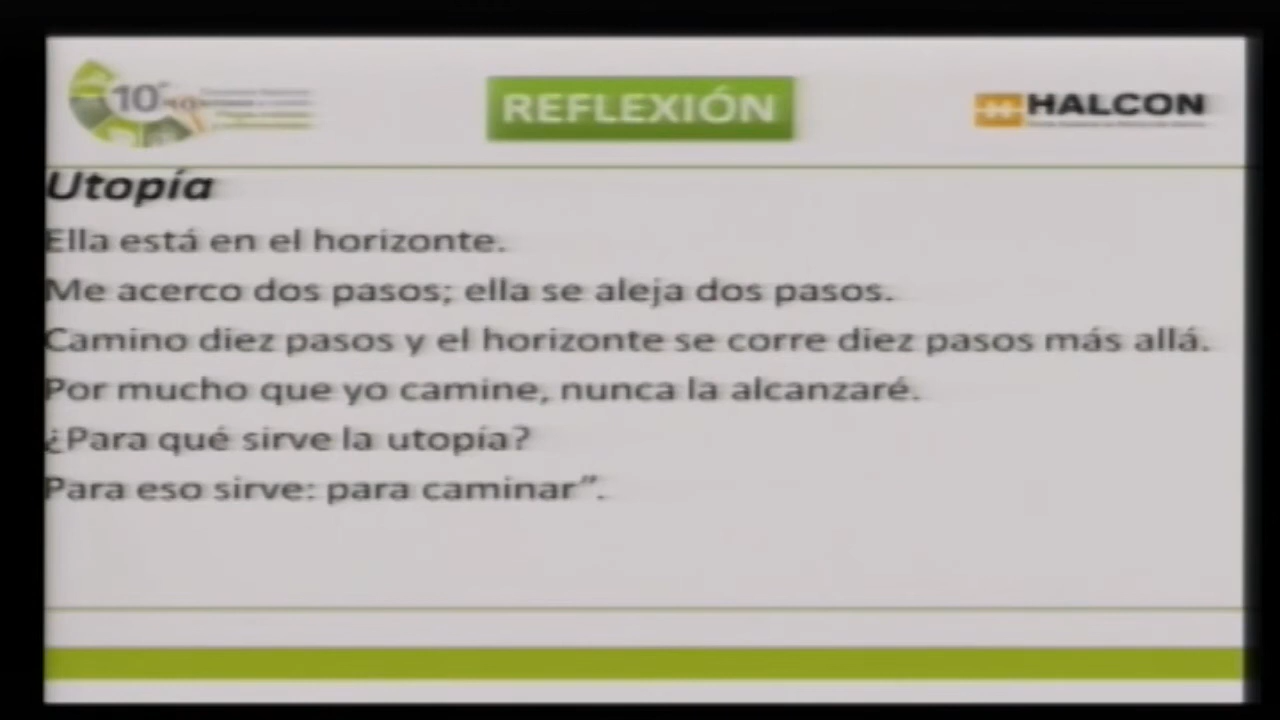 10°
REFLEXIÓN
HALCON
Utopía
Ella está en el horizonte.
Me acerco dos pasos; ella se aleja dos pasos.
Camino diez pasos y el horizonte se corre diez pasos más allá.
Por mucho que yo camine, nunca la alcanzaré.
¿Para qué sirve la utopía?
Para eso sirve: para caminar”.